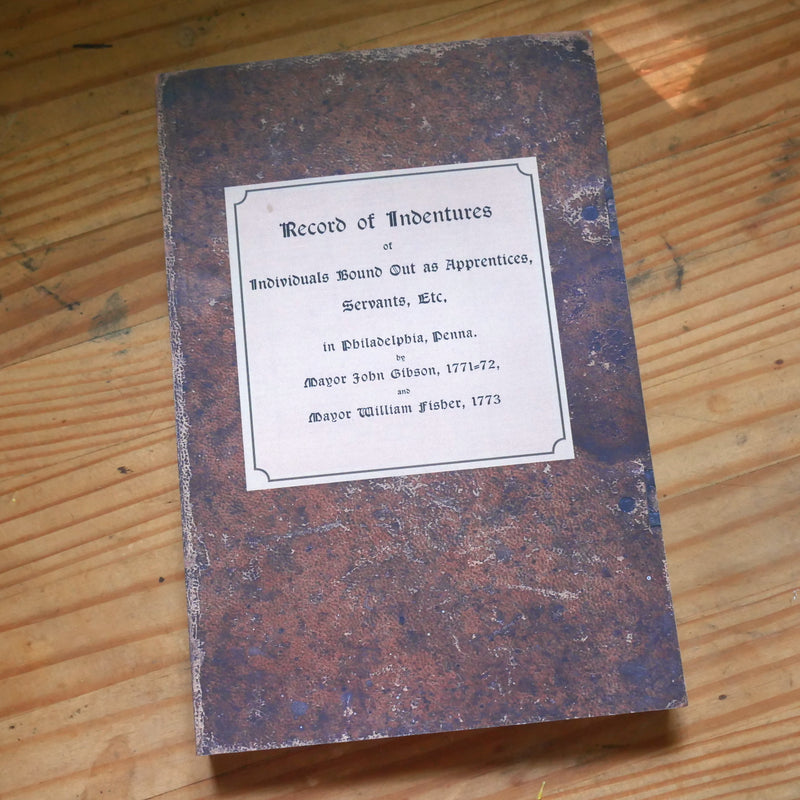 Record of Indentures
of
Individuals Bound Out as Apprentices,
Servants, Etc.
in Philadelphia, Penna.
by
Mayor John Gibson, 1771=72,
and
Mayor William Fisher, 1773